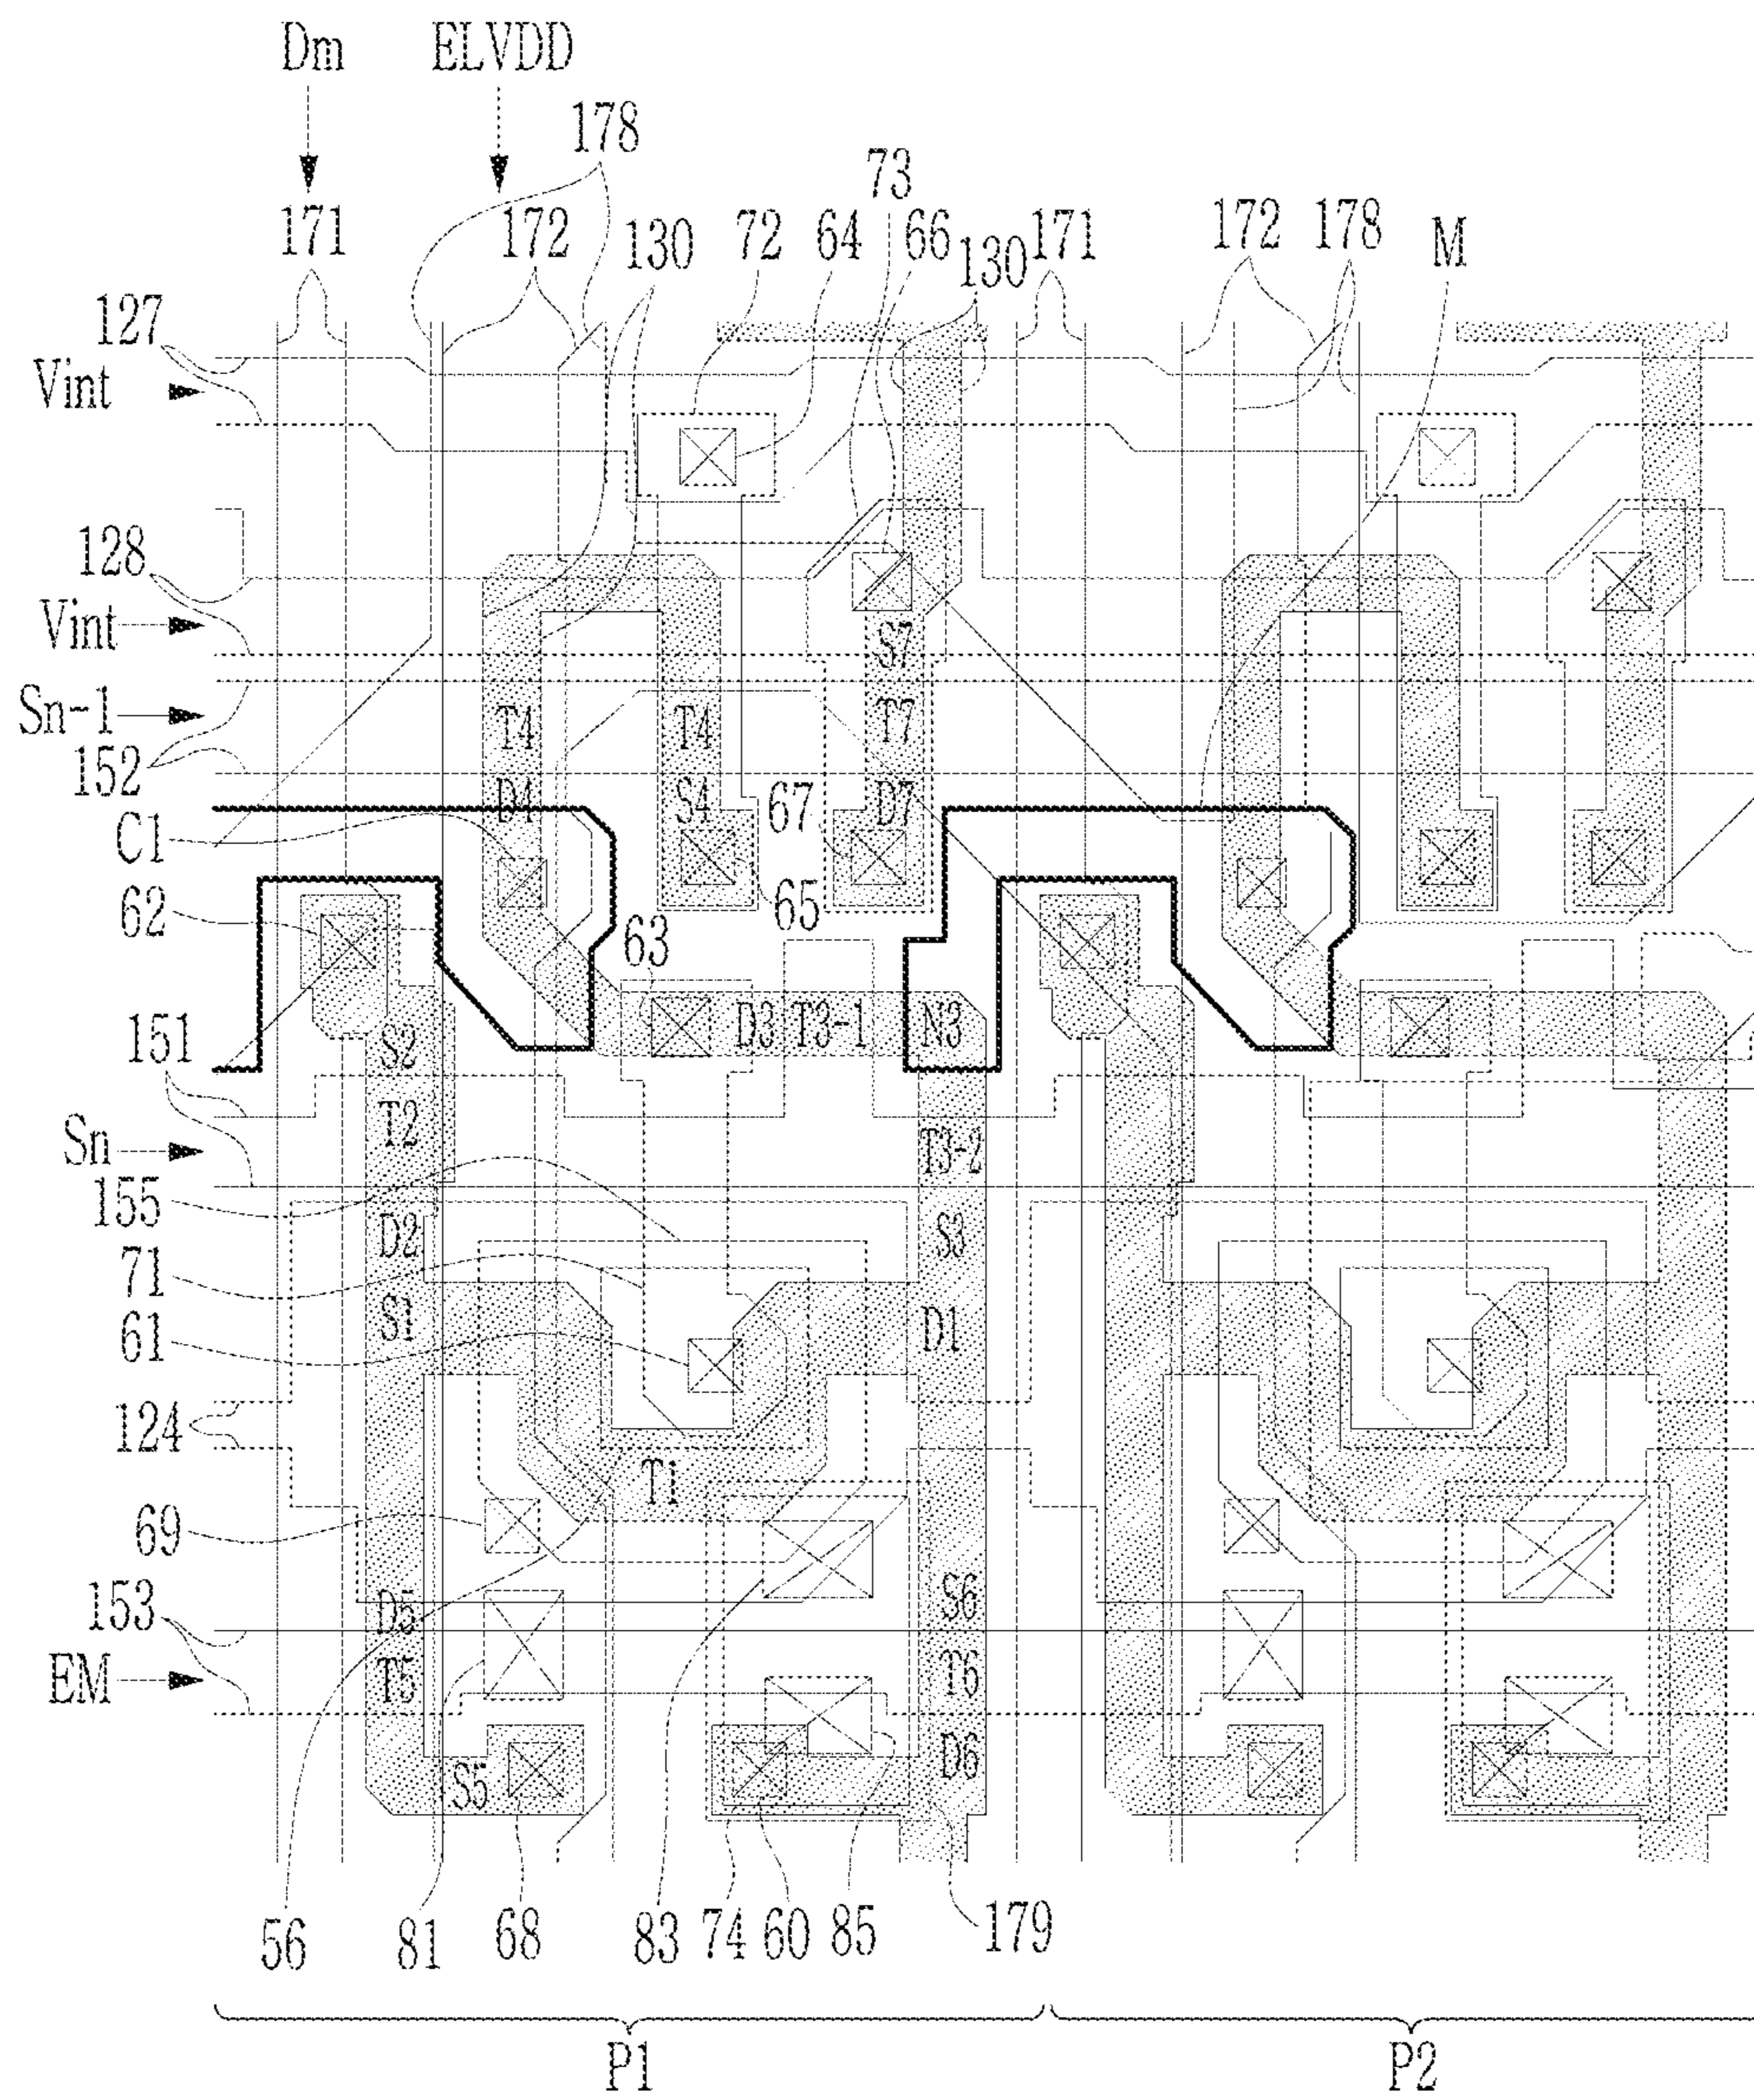 Dm ELVDD
178
73
171 172 72 64 66 171 172 178 M
130 130
127
Vint
128
Vint
S7
Sn-1
T4 T4 T7
152
D4 S4 67 D7
C1
62 65
63
D3 T3-1 N3
151 S2
T2
Sn T3-2
155
D2 S3
71
61 S1 D1
124
T1
69
153 D5 S6
EM T5 T6
S5 D6
56 81 68 83 74 60 85 179
P1 P2